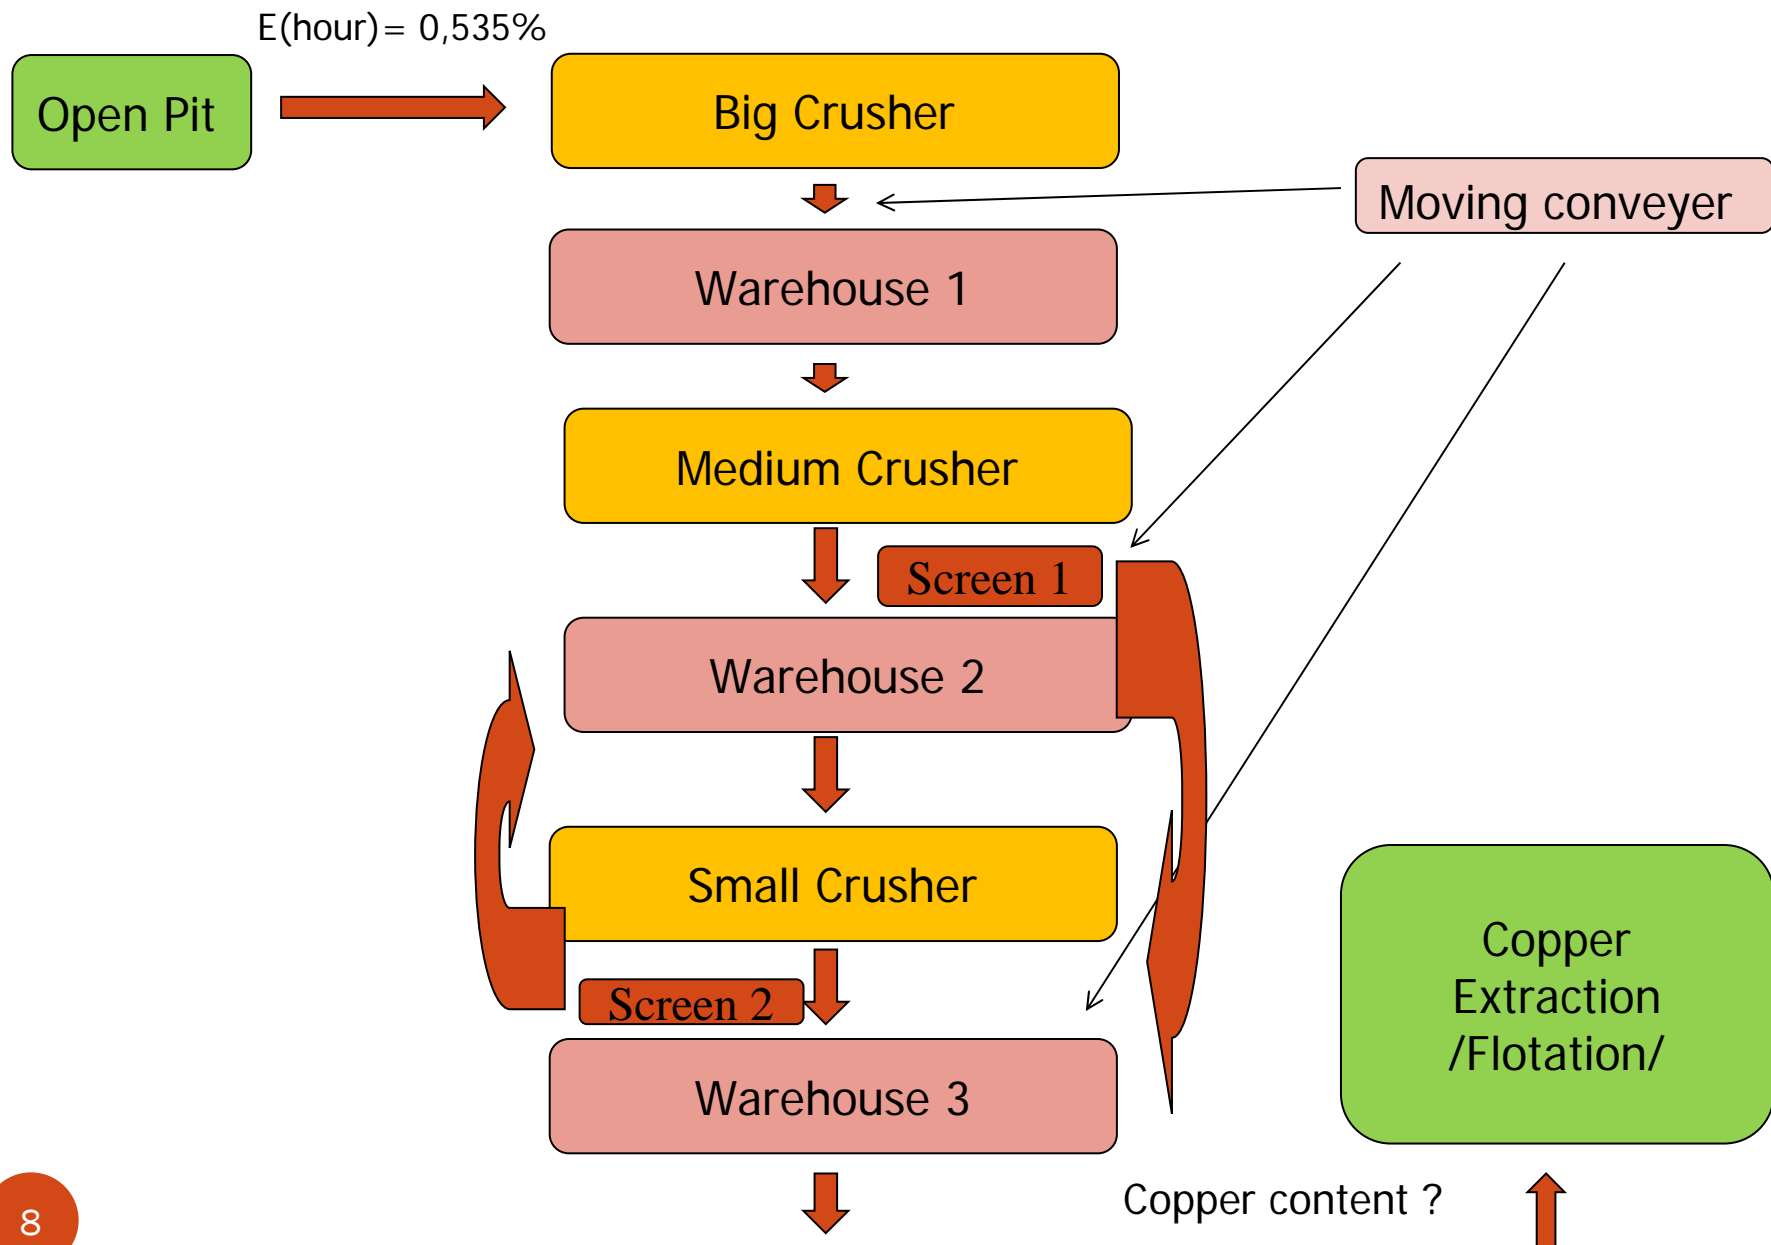 E(hour)= 0,535%
Open Pit
Big Crusher
Moving conveyer
Warehouse 1
Medium Crusher
Screen 1
Warehouse 2
Small Crusher
Screen 2
Copper
Extraction
/Flotation/
Warehouse 3
Copper content ?
8